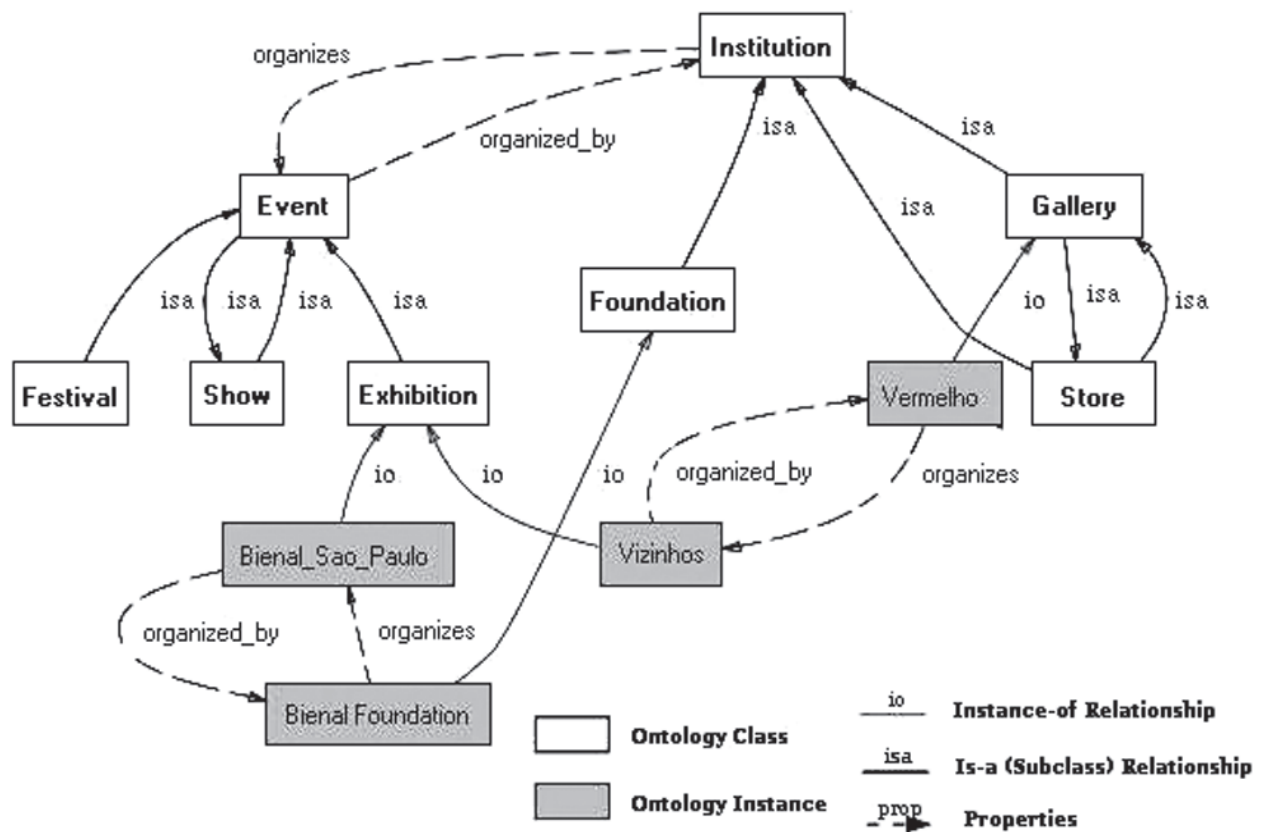 Institution
organizes
organized_by
isa
isa
Event
isa
Gallery
Foundation
isa
isa
isa
isa
io
isa
isa
Festival
Show
Exhibition
Vermelho
Store
io
io
io
organized_by
organizes
Bienal_Sao_Paulo
Vizinhos
organized_by
organizes
Bienal Foundation
io
Instance-of Relationship
Ontology Class
isa
Is-a (Subclass) Relationship
Ontology Instance
prop
Properties